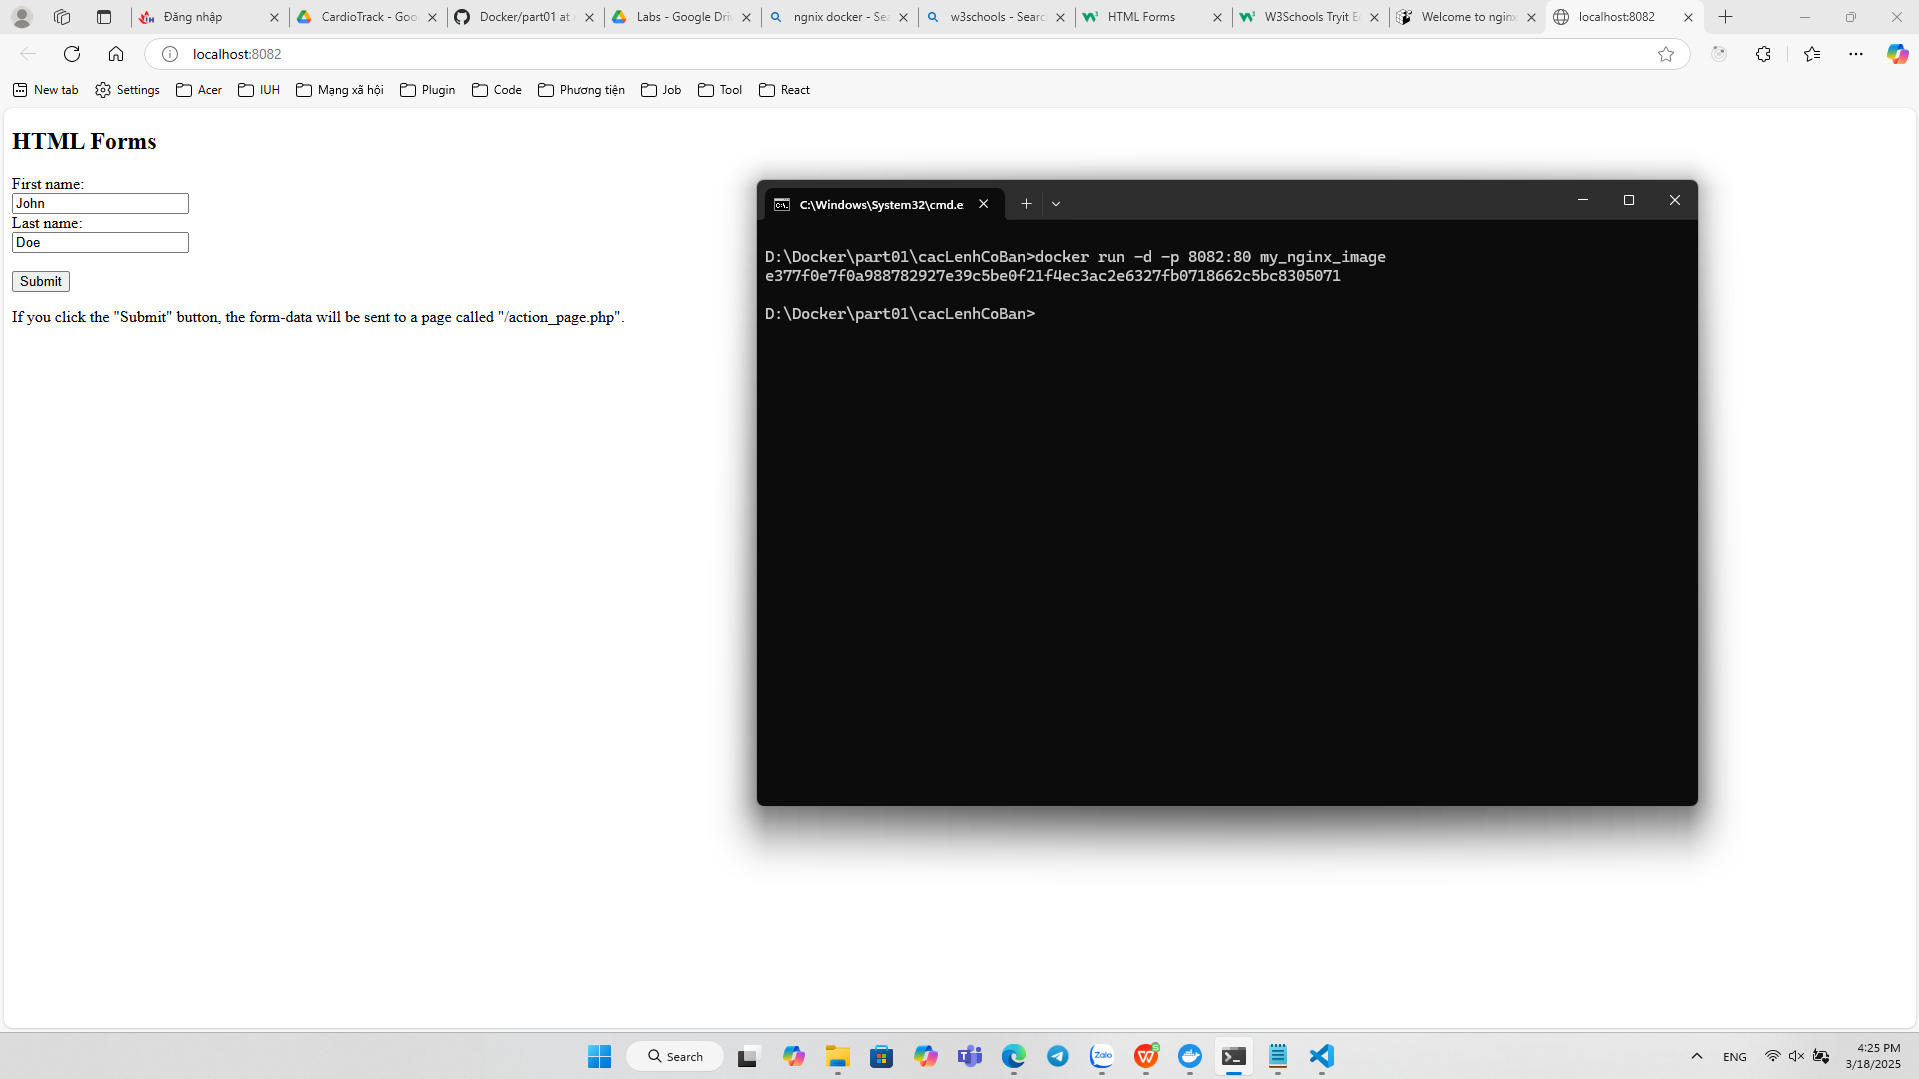 Đăng nhập
CardioTrack - Goo
Docker/part01 at
Labs - Google Dri
ngnix docker - Sea
w3schools - Search
HTML Forms
W3Schools Tryit E
Welcome to nginx
localhost:8082
localhost:8082
New tab
Settings
Acer
IUH
Mạng xã hội
Plugin
Code
Phương tiện
Job
Tool
React
HTML Forms
First name:
John
Last name:
Doe
Submit
If you click the "Submit" button, the form-data will be sent to a page called "/action_page.php".
C:\Windows\System32\cmd.e
D:\Docker\part01\cacLenhCoBan>docker run -d -p 8082:80 my_nginx_image
e377f0e7f0a988782927e39c5be0f21f4ec3ac2e6327fb0718662c5bc8305071
D:\Docker\part01\cacLenhCoBan>
Search
Zalo
ENG
4:25 PM
3/18/2025